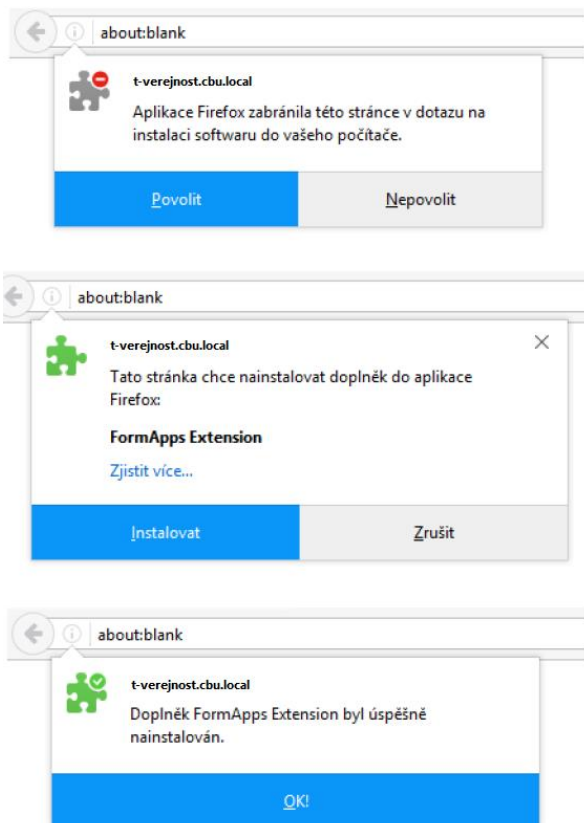 about:blank
t-verejnost.cbu.local
Aplikace Firefox zabránila této stránce v dotazu na
instalaci softwaru do vašeho počítače.
Povolit
Nepovolit
about:blank
t-verejnost.cbu.local
Tato stránka chce nainstalovat doplněk do aplikace
Firefox:
FormApps Extension
Zjistit více...
Instalovat
Zrušit
about:blank
t-verejnost.cbu.local
Doplněk FormApps Extension byl úspěšně
nainstalován.
OK!